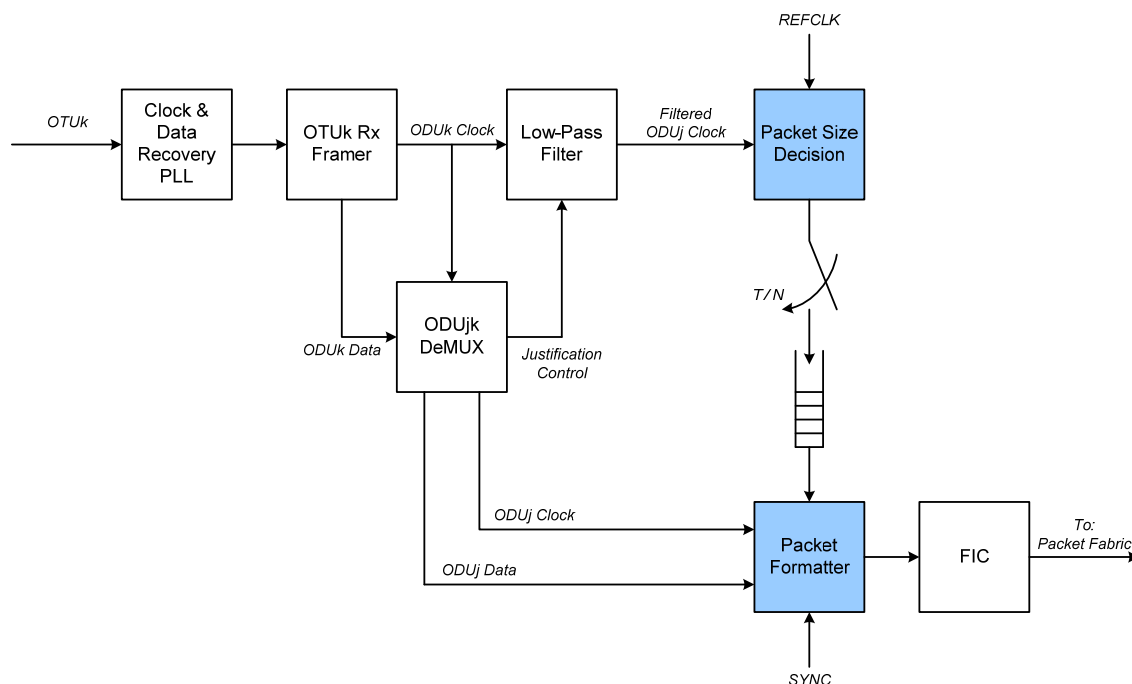 REFCLK
OTUk
Clock &
Data
Recovery
PLL
OTUk Rx
Framer
ODUk Clock
Low-Pass
Filter
Filtered
ODUj Clock
Packet Size
Decision
T / N
ODUk Data
ODUjk
DeMUX
Justification
Control
ODUj Clock
ODUj Data
Packet
Formatter
FIC
To:
Packet Fabric
SYNC